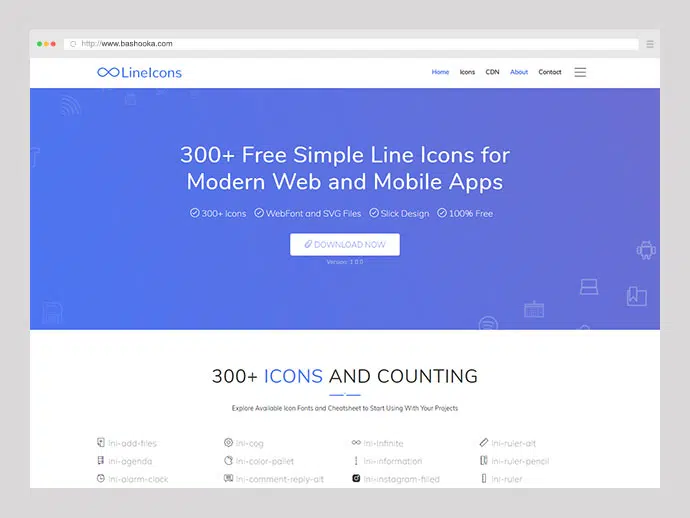 http://www.bashooka.com
LineIcons
Home Icons CDN About Contact
300+ Free Simple Line Icons for
Modern Web and Mobile Apps
300+ Icons WebFont and SVG Files Slick Design 100% Free
DOWNLOAD NOW
Version: 1.0.0
300+ ICONS AND COUNTING
Explore Available Icon Fonts and Cheatsheet to Start Using With Your Projects
lni-add-files lni-cog lni-infinite lni-ruler-alt
lni-agenda lni-color-pallet lni-information lni-ruler-pencil
lni-alarm-clock lni-comment-reply-alt lni-instagram-filled lni-ruler